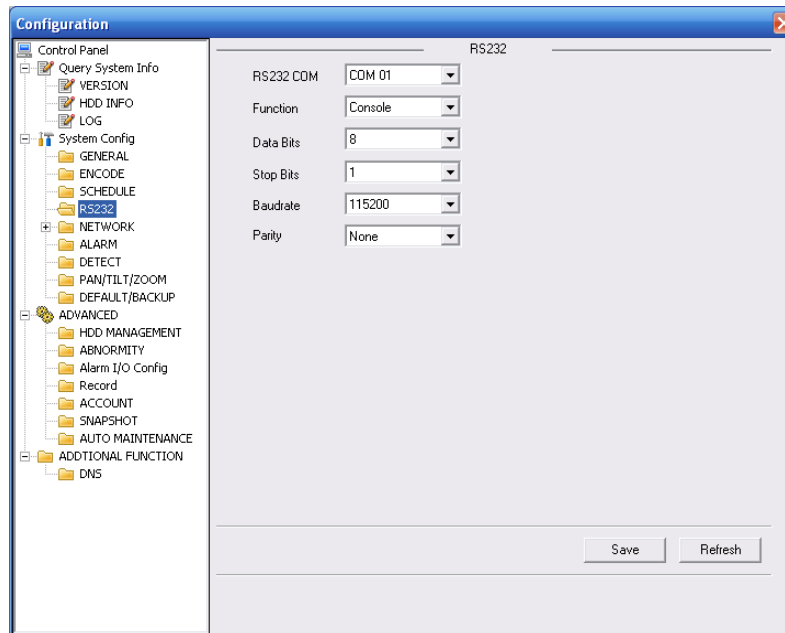 Configuration
Control Panel
Query System Info
VERSION
HDD INFO
LOG
System Config
GENERAL
ENCODE
SCHEDULE
RS232
NETWORK
ALARM
DETECT
PAN/TILT/ZOOM
DEFAULT/BACKUP
ADVANCED
HDD MANAGEMENT
ABNORMITY
Alarm I/O Config
Record
ACCOUNT
SNAPSHOT
AUTO MAINTENANCE
ADDTIONAL FUNCTION
DNS
RS232
RS232 COM COM 01
Function Console
Data Bits 8
Stop Bits 1
Baudrate 115200
Parity None
Save Refresh